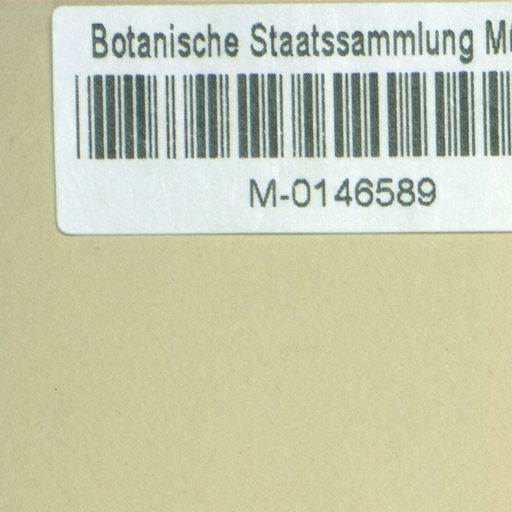 Botanische Staatssammlung
M-0146589